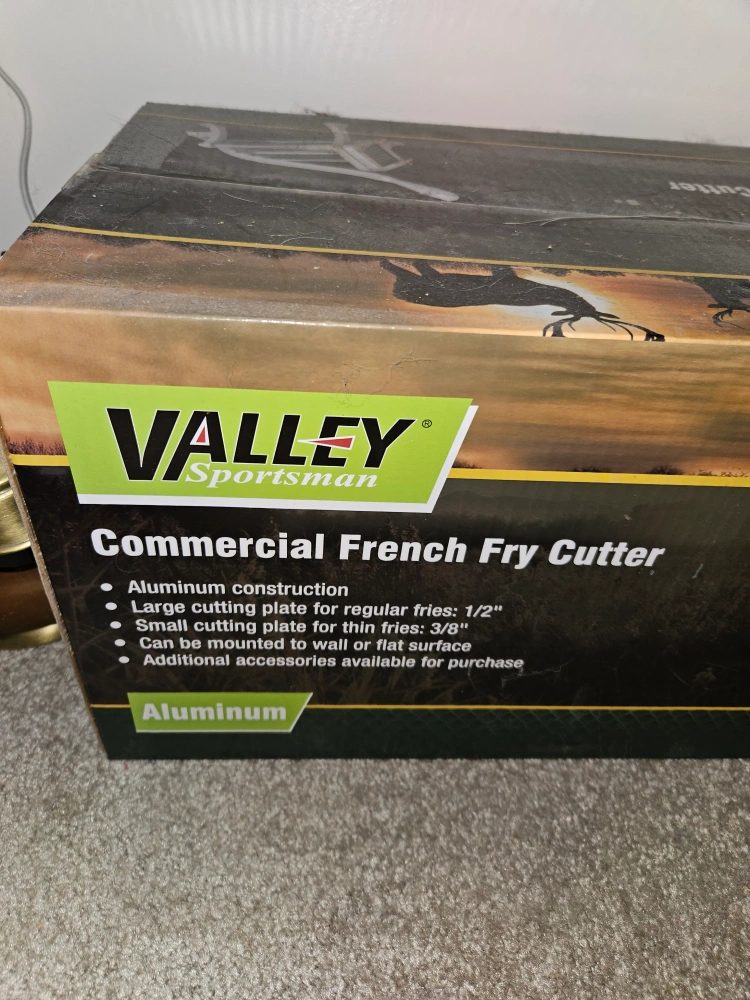 cutter
VALLEY®
Sportsman
Commercial French Fry Cutter
• Aluminum construction
• Large cutting plate for regular fries: 1/2"
• Small cutting plate for thin fries: 3/8"
• Can be mounted to wall or flat surface
• Additional accessories available for purchase
Aluminum